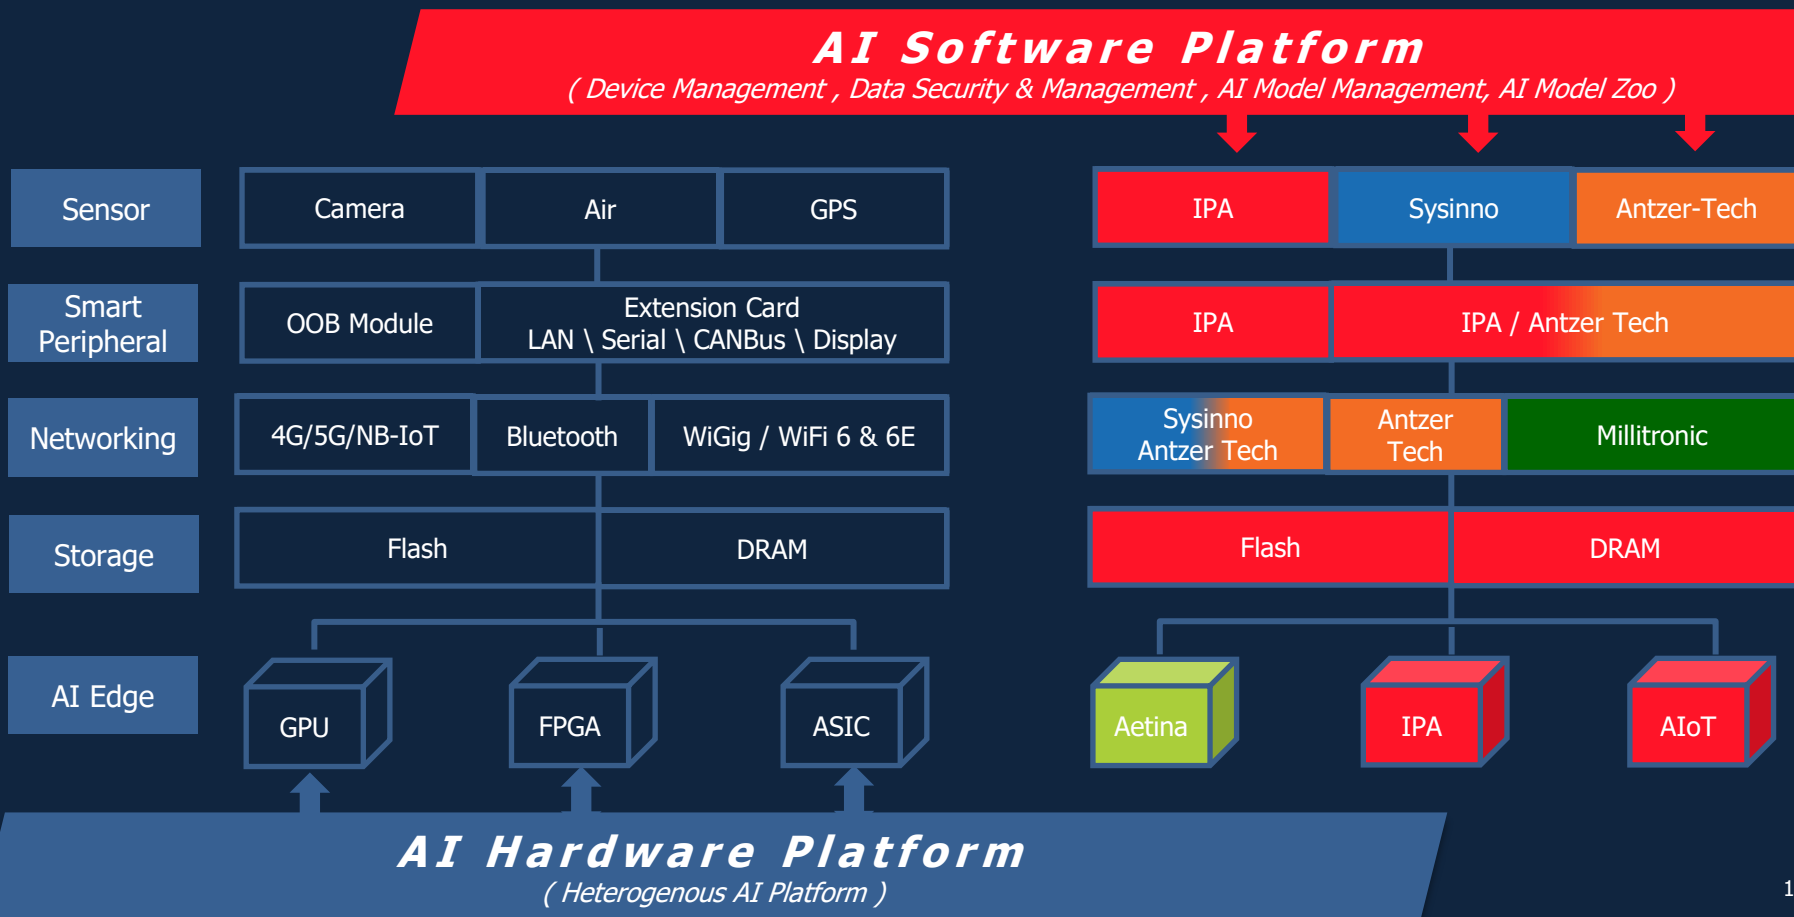 AI Software Platform
( Device Management , Data Security & Management , AI Model Management, AI Model Zoo )
Sensor
Camera
Air
GPS
IPA
Sysinno
Antzer-Tech
Smart
Peripheral
OOB Module
Extension Card
LAN \ Serial \ CANBus \ Display
IPA
IPA / Antzer Tech
Networking
4G/5G/NB-IoT
Bluetooth
WiGig / WiFi 6 & 6E
Sysinno
Antzer Tech
Antzer
Tech
Millitronic
Storage
Flash
DRAM
Flash
DRAM
AI Edge
GPU
FPGA
ASIC
Aetina
IPA
AIoT
AI Hardware Platform
( Heterogenous AI Platform )
1